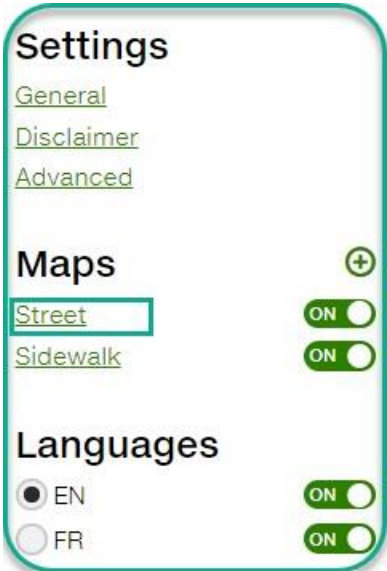 Settings
General
Disclaimer
Advanced
Maps
Street ON
Sidewalk ON
Languages
EN ON
FR ON